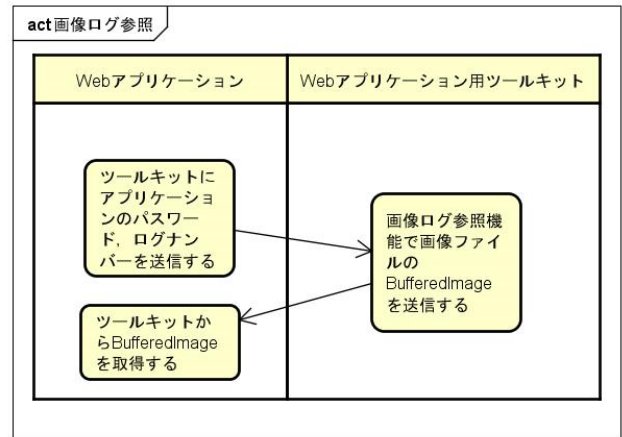 act 画像ログ参照
Webアプリケーション
Webアプリケーション用ツールキット
ツールキットに
アプリケーショ
ンのパスワー
ド，ログナン
バーを送信する
画像ログ参照機
能で画像ファイ
ルの
BufferedImage
を送信する
ツールキットか
らBufferedImage
を取得する